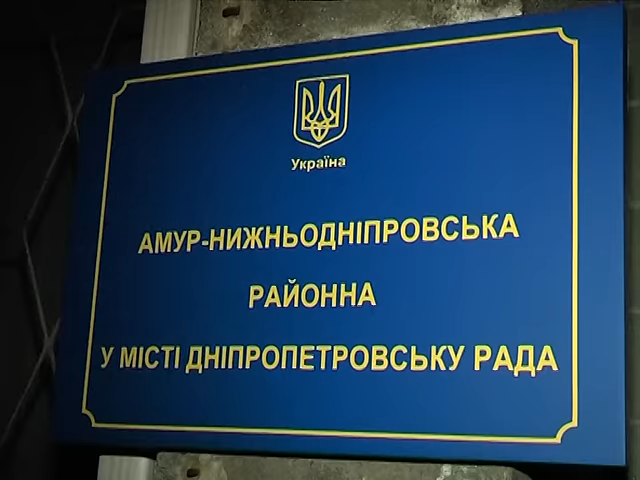 Україна
АМУР-НИЖНЬОДНІПРОВСЬКА
РАЙОННА
У МІСТІ ДНІПРОПЕТРОВСЬКУ РАДА